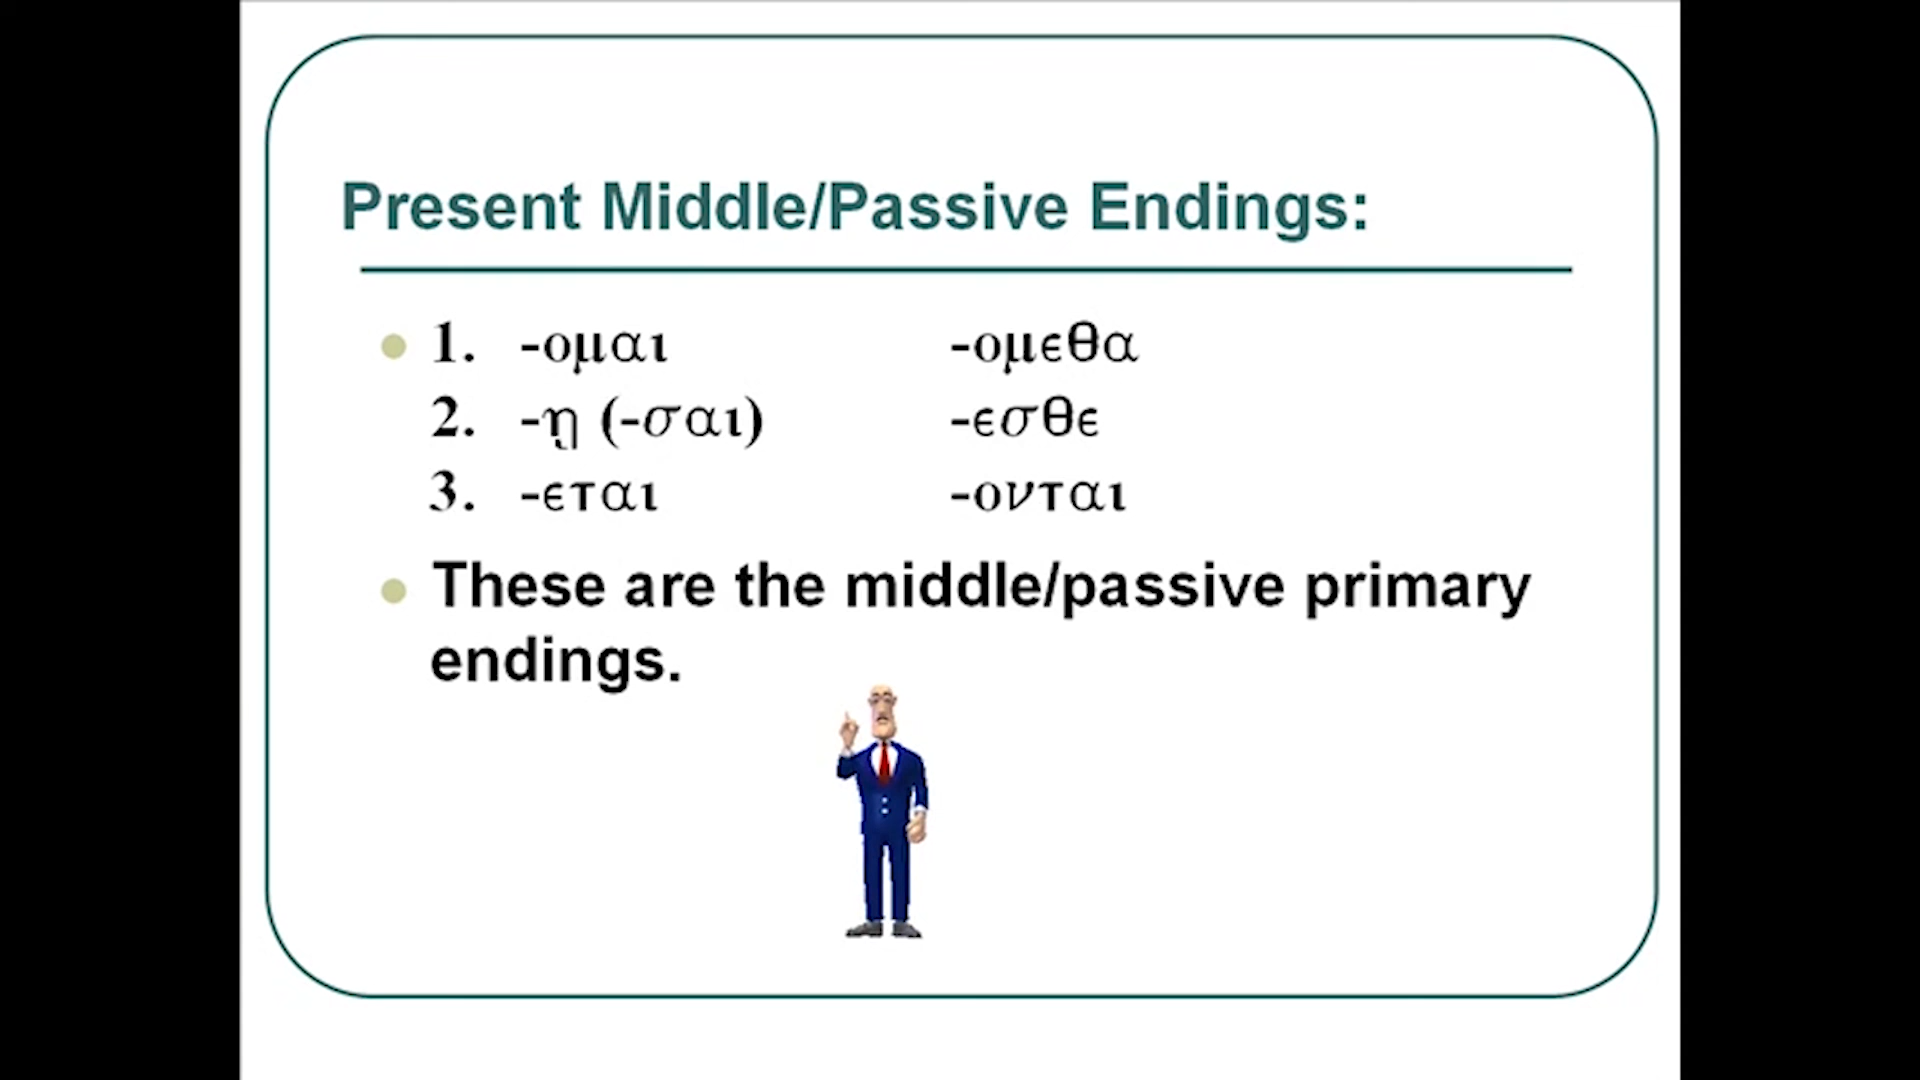 Present Middle/Passive Endings:
1. -ομαι -ομεθα
2. -ῃ (-σαι) -εσθε
3. -εται -ονται
These are the middle/passive primary
endings.